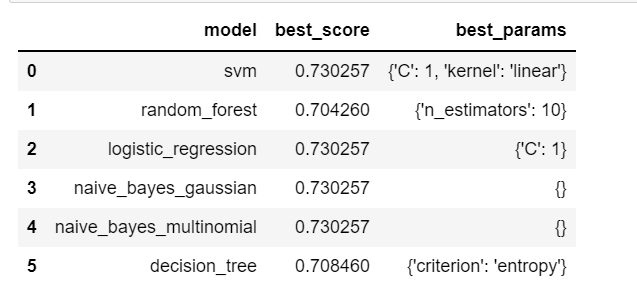 model best_score best_params
0 svm 0.730257 {'C': 1, 'kernel': 'linear'}
1 random_forest 0.704260 {'n_estimators': 10}
2 logistic_regression 0.730257 {'C': 1}
3 naive_bayes_gaussian 0.730257 {}
4 naive_bayes_multinomial 0.730257 {}
5 decision_tree 0.708460 {'criterion': 'entropy'}